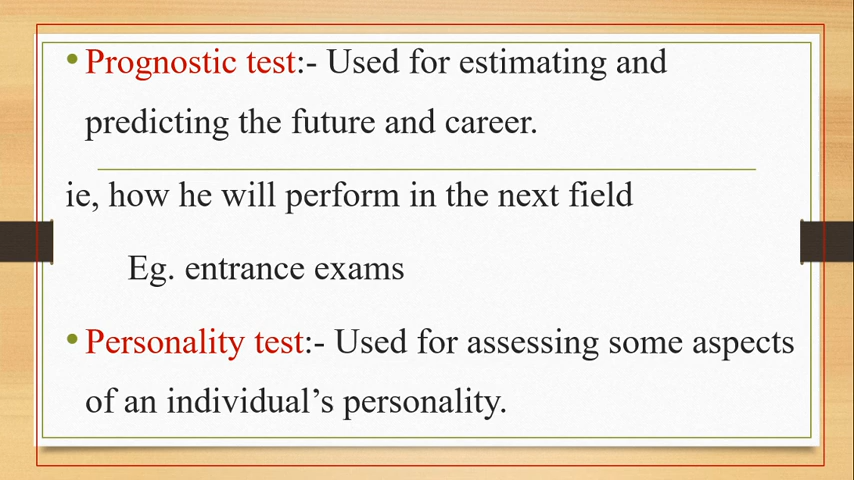 • Prognostic test:- Used for estimating and
predicting the future and career.
ie, how he will perform in the next field
Eg. entrance exams
• Personality test:- Used for assessing some aspects
of an individual’s personality.